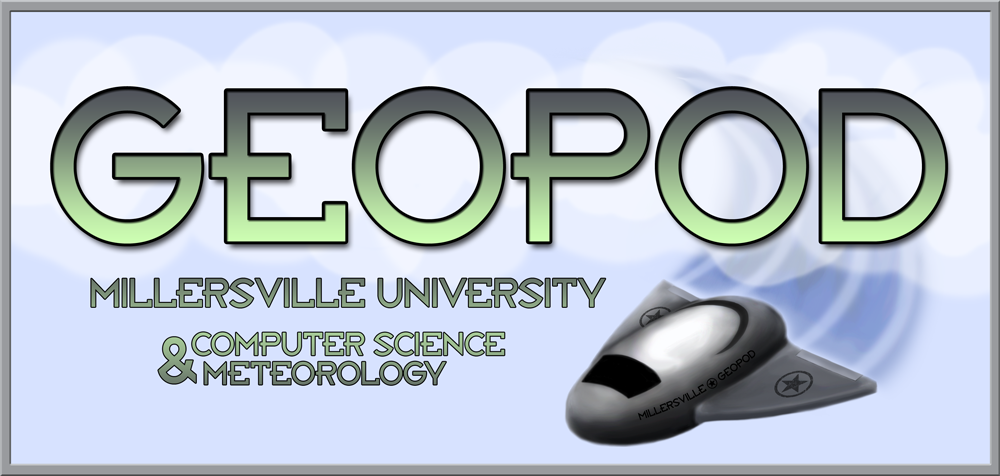 GEOPOD
MILLERSVILLE UNIVERSITY
& COMPUTER SCIENCE
METEOROLOGY
MILLERSVILLE GEOPOD